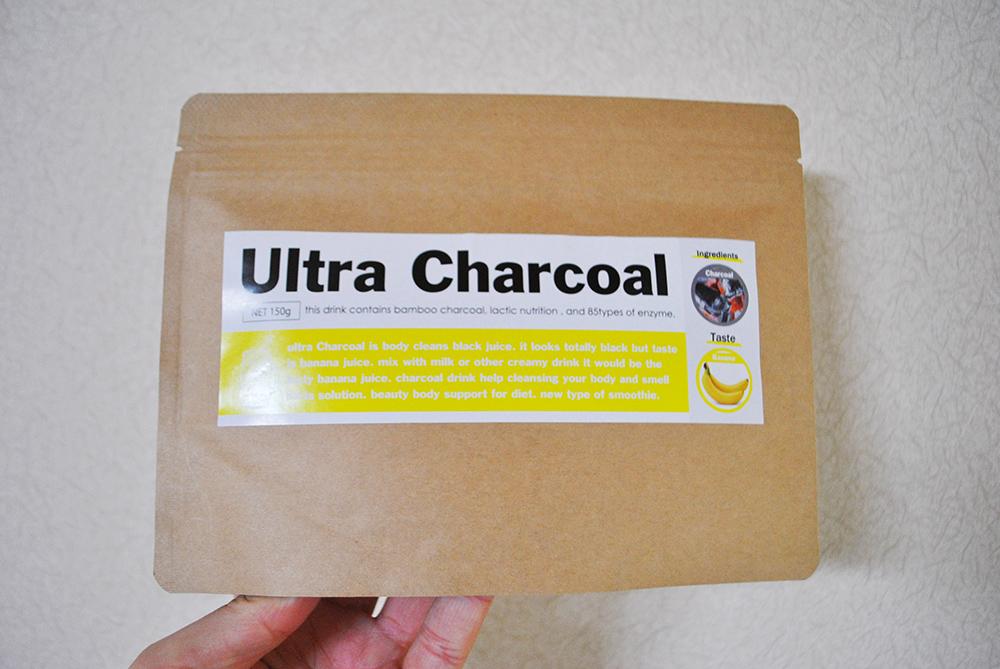 Ultra Charcoal
NET 150g
this drink contains bamboo charcoal, lactic nutrition , and 85types of enzyme.
ultra Charcoal is body cleans black juice. it looks totally black but taste
banana juice. mix with milk or other creamy drink it would be the
banana juice. charcoal drink help cleansing your body and smell
solution. beauty body support for diet. new type of smoothie.
Ingredients
Charcoal
Taste
Banana